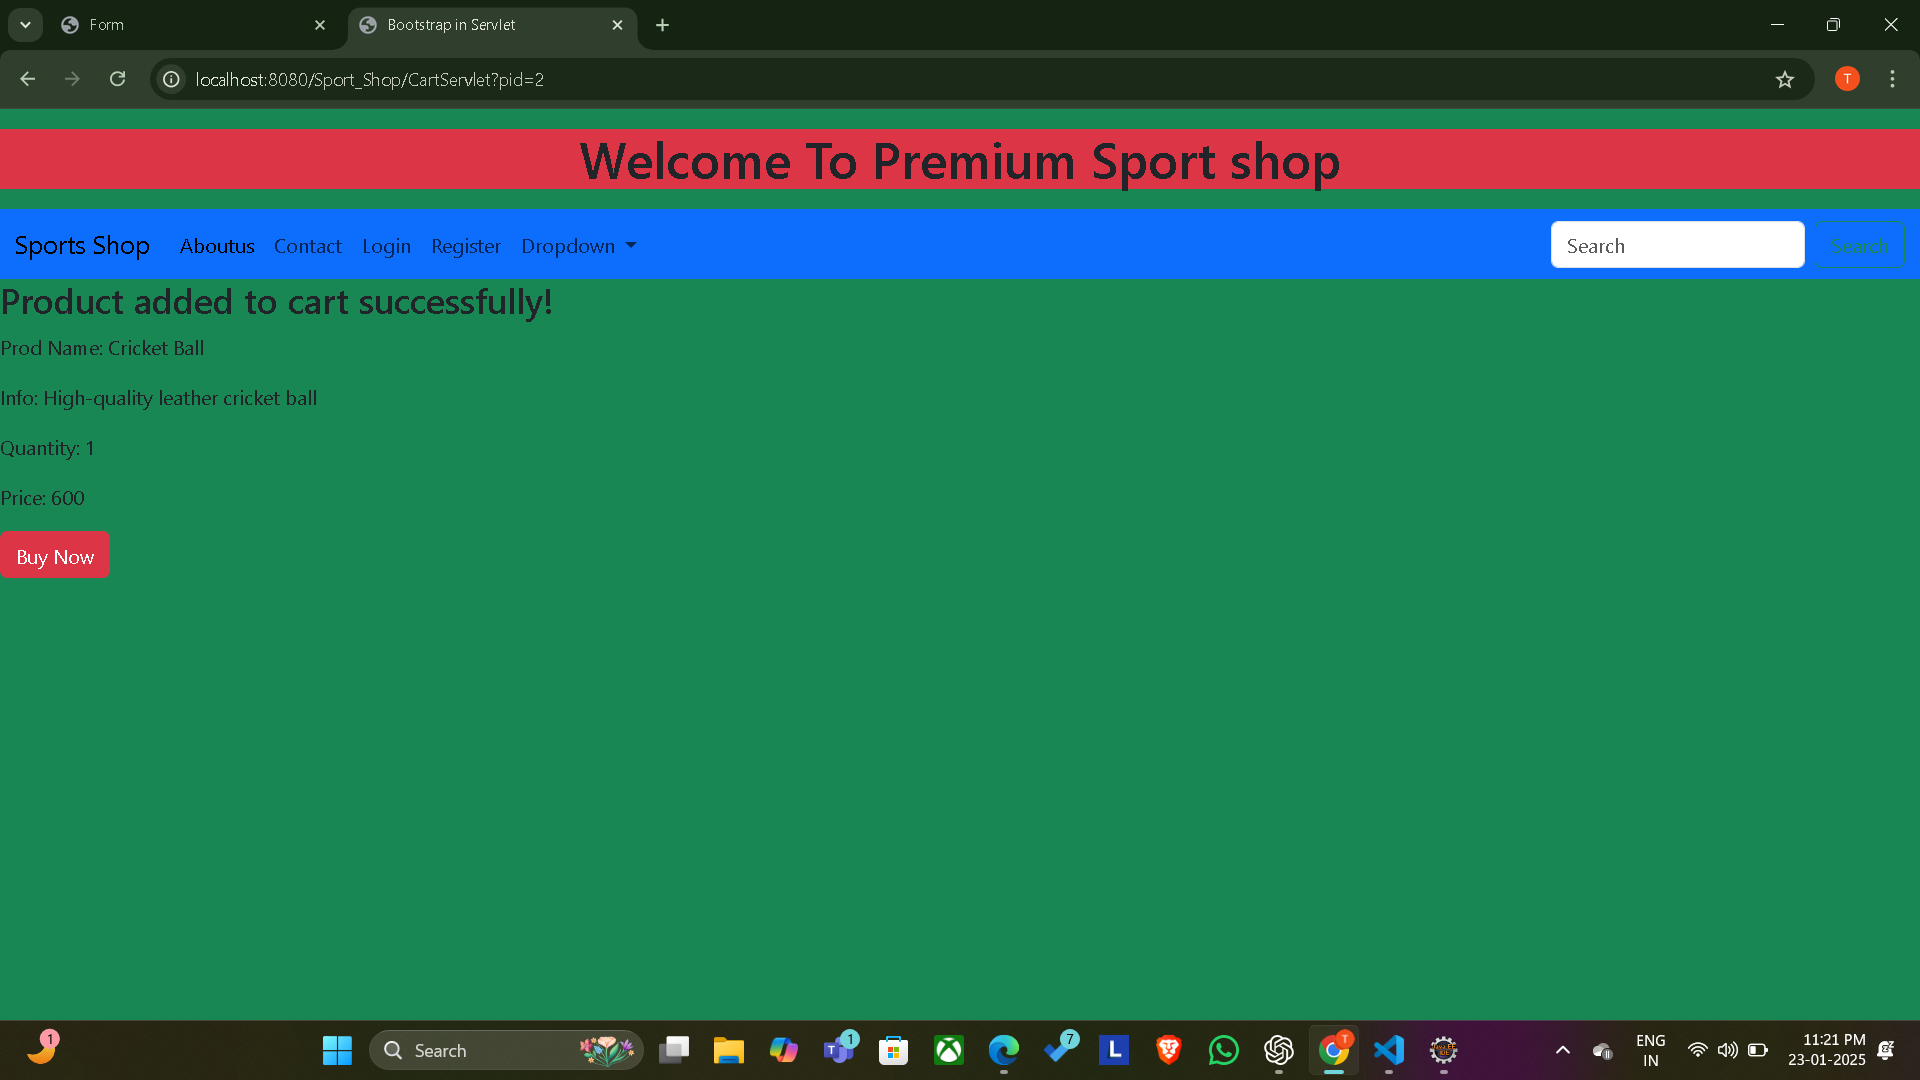 Form
Bootstrap in Servlet
localhost:8080/Sport_Shop/CartServlet?pid=2
T
Welcome To Premium Sport shop
Sports Shop Aboutus Contact Login Register Dropdown Search Search
Product added to cart successfully!
Prod Name: Cricket Ball
Info: High-quality leather cricket ball
Quantity: 1
Price: 600
Buy Now
1
Search
1
T
7
L
T
ENG
IN
11:21 PM
23-01-2025